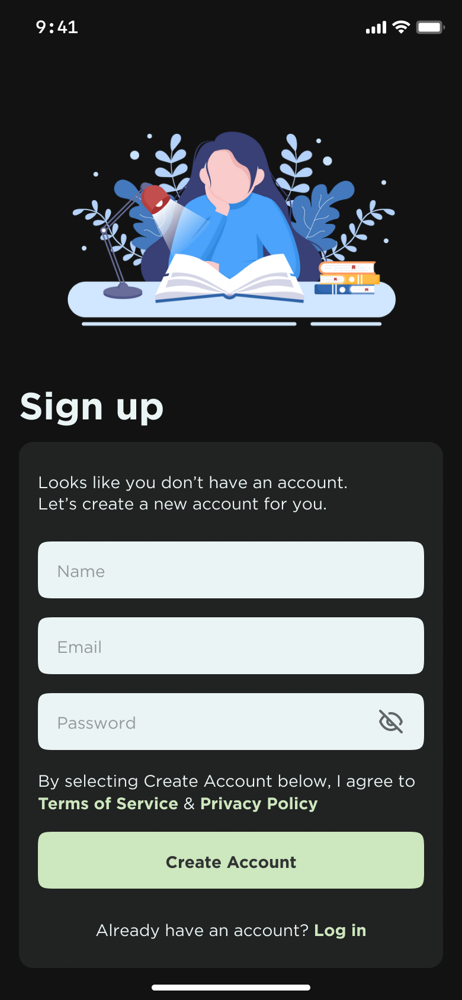 9:41
Sign up
Looks like you don’t have an account.
Let’s create a new account for you.
Name
Email
Password
By selecting Create Account below, I agree to
Terms of Service & Privacy Policy
Create Account
Already have an account? Log in